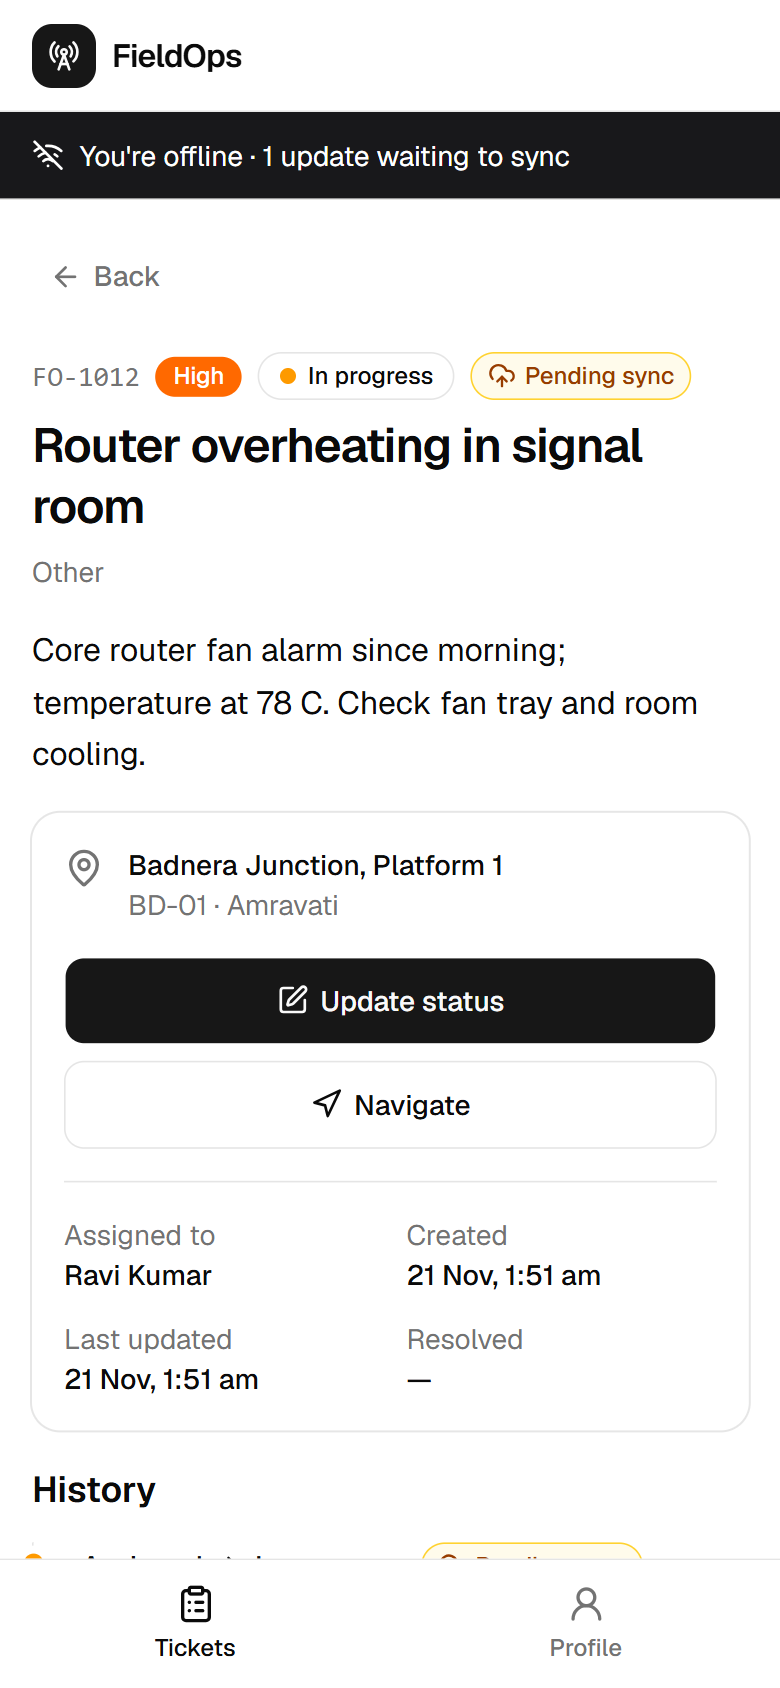 FieldOps
You're offline · 1 update waiting to sync
Back
FO-1012 High In progress Pending sync
Router overheating in signal
room
Other
Core router fan alarm since morning;
temperature at 78 C. Check fan tray and room
cooling.
Badnera Junction, Platform 1
BD-01 · Amravati
Update status
Navigate
Assigned to Created
Ravi Kumar 21 Nov, 1:51 am
Last updated Resolved
21 Nov, 1:51 am —
History
Tickets Profile